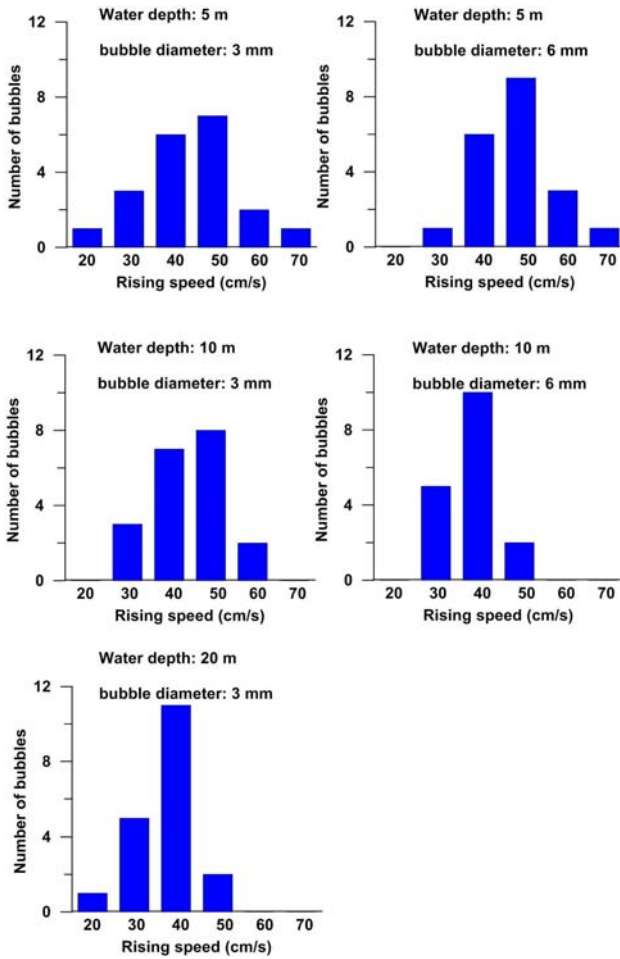 Water depth: 5 m
bubble diameter: 3 mm
12
8
4
0
Number of bubbles
20 30 40 50 60 70
Rising speed (cm/s)
Water depth: 5 m
bubble diameter: 6 mm
12
8
4
0
Number of bubbles
20 30 40 50 60 70
Rising speed (cm/s)
Water depth: 10 m
bubble diameter: 3 mm
12
8
4
0
Number of bubbles
20 30 40 50 60 70
Rising speed (cm/s)
Water depth: 10 m
bubble diameter: 6 mm
12
8
4
0
Number of bubbles
20 30 40 50 60 70
Rising speed (cm/s)
Water depth: 20 m
bubble diameter: 3 mm
12
8
4
0
Number of bubbles
20 30 40 50 60 70
Rising speed (cm/s)